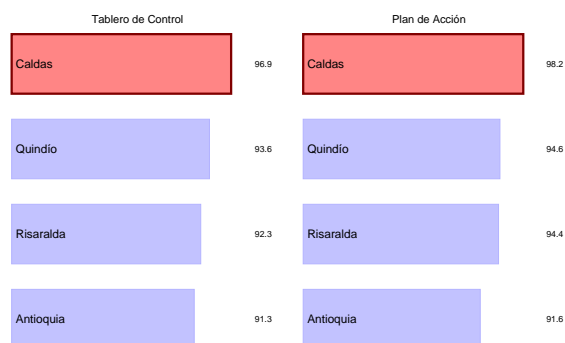 Tablero de Control
Caldas 96.9
Quindío 93.6
Risaralda 92.3
Antioquia 91.3
Plan de Acción
Caldas 98.2
Quindío 94.6
Risaralda 94.4
Antioquia 91.6